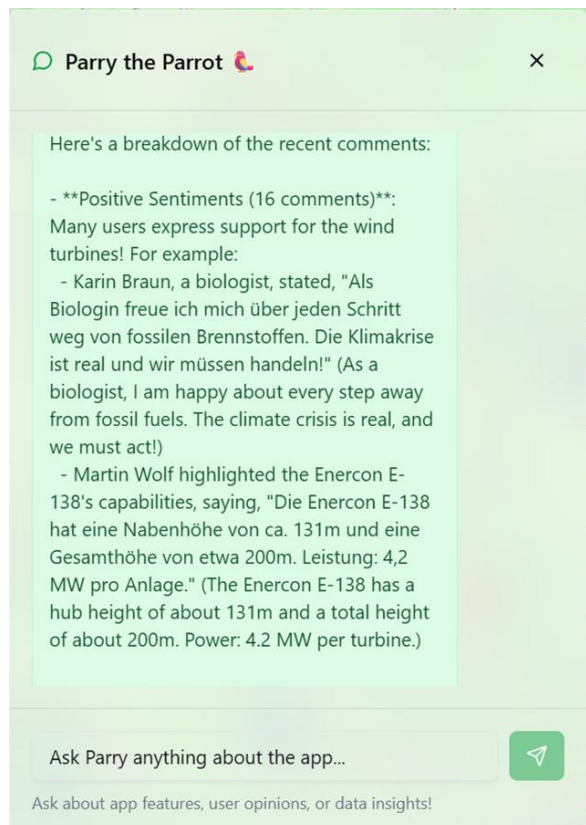 Parry the Parrot 🦜
Here's a breakdown of the recent comments:
- **Positive Sentiments (16 comments)**:
Many users express support for the wind
turbines! For example:
- Karin Braun, a biologist, stated, "Als
Biologin freue ich mich über jeden Schritt
weg von fossilen Brennstoffen. Die Klimakrise
ist real und wir müssen handeln!" (As a
biologist, I am happy about every step away
from fossil fuels. The climate crisis is real, and
we must act!)
- Martin Wolf highlighted the Enercon E-
138's capabilities, saying, "Die Enercon E-138
hat eine Nabenhöhe von ca. 131m und eine
Gesamthöhe von etwa 200m. Leistung: 4,2
MW pro Anlage." (The Enercon E-138 has a
hub height of about 131m and a total height
of about 200m. Power: 4.2 MW per turbine.)
Ask Parry anything about the app...
Ask about app features, user opinions, or data insights!